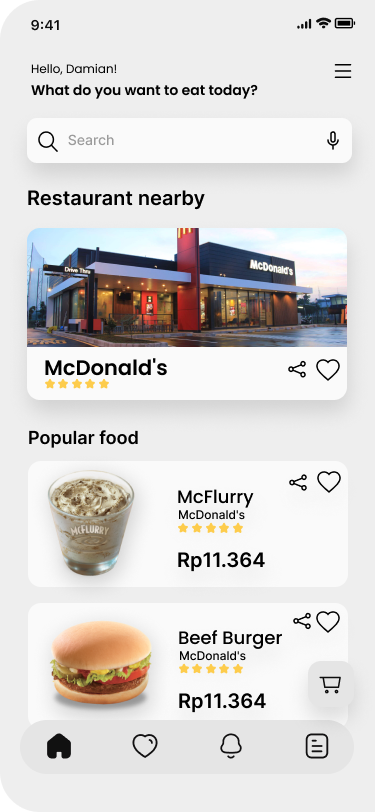 9:41
Hello, Damian!
What do you want to eat today?
Search
Restaurant nearby
Drive Thru
McDonald's
McDonald's
Popular food
McFlurry
McDonald's
McFLURRY
Rp11.364
Beef Burger
McDonald's
Rp11.364